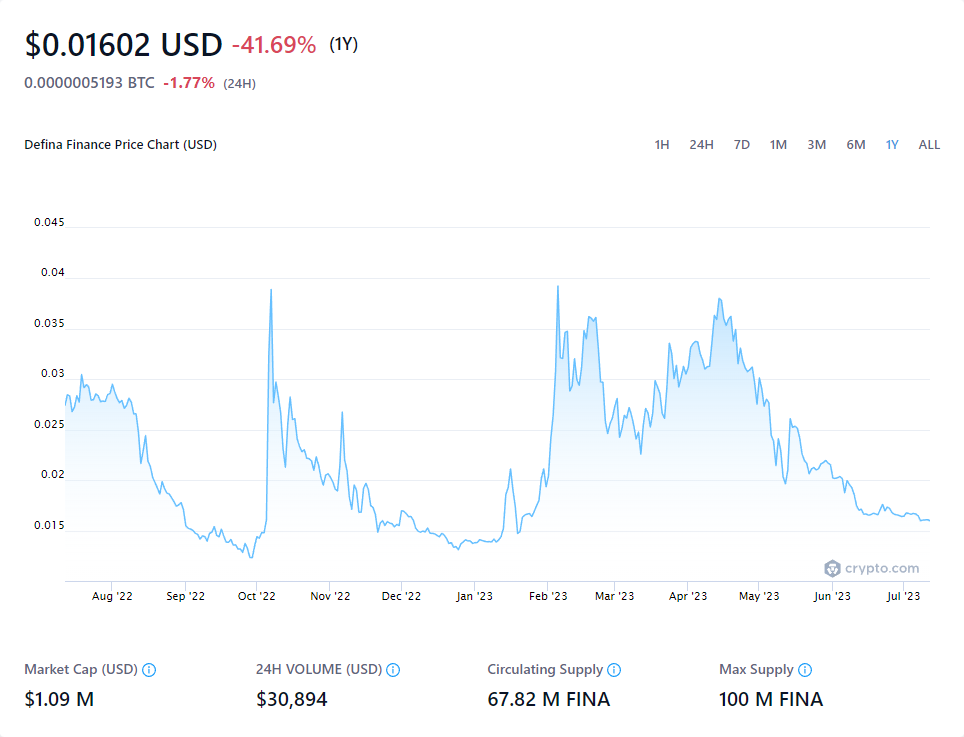 $0.01602 USD -41.69% (1Y)
0.0000005193 BTC -1.77% (24H)
Defina Finance Price Chart (USD) 1H 24H 7D 1M 3M 6M 1Y ALL
0.045
0.04
0.035
0.03
0.025
0.02
0.015
crypto.com
Aug '22 Sep '22 Oct '22 Nov '22 Dec '22 Jan '23 Feb '23 Mar '23 Apr '23 May '23 Jun '23 Jul '23
Market Cap (USD) 24H VOLUME (USD) Circulating Supply Max Supply
$1.09 M $30,894 67.82 M FINA 100 M FINA